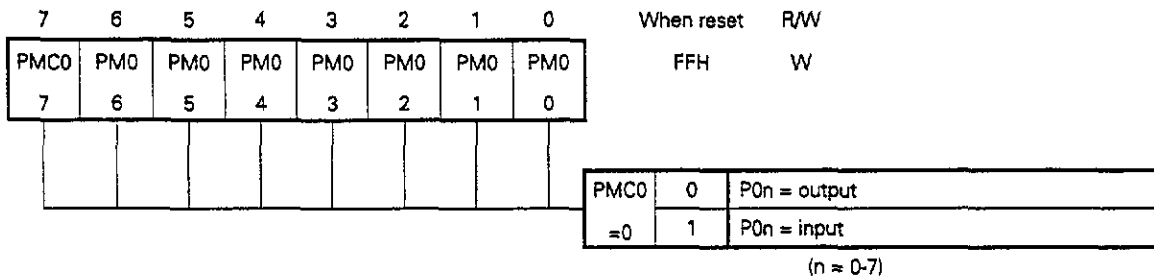 7 6 5 4 3 2 1 0 When reset R/W
PMC0 PM0 PM0 PM0 PM0 PM0 PM0 PM0 FFH W
7 6 5 4 3 2 1 0
PMC0 0 P0n = output
=0 1 P0n = input
(n = 0-7)